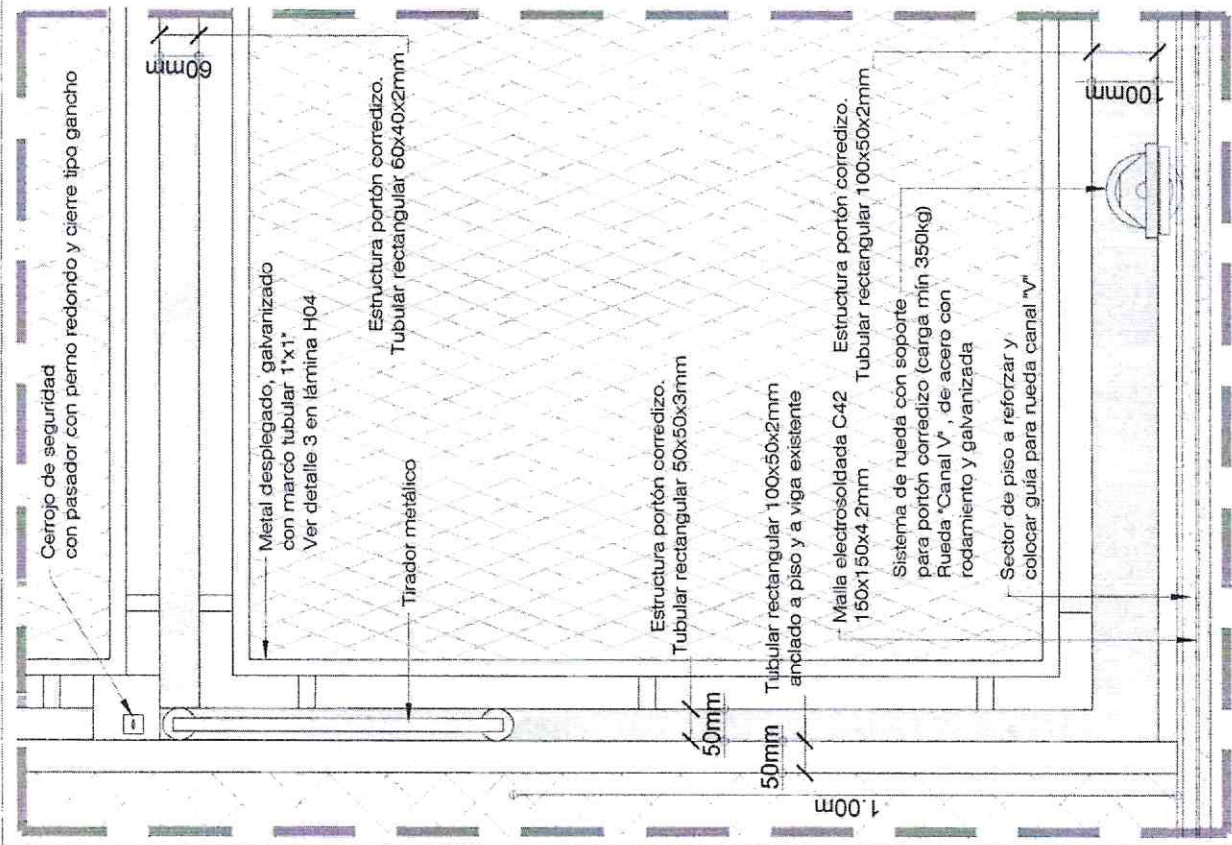 Cerrojo de seguridad
con pasador con perno redondo y cierre tipo gancho
60mm
Metal desplegado, galvanizado
con marco tubular 1"x1"
Ver detalle 3 en lámina H04
Estructura portón corredizo.
Tubular rectangular 60x40x2mm
Tirador metálico
Estructura portón corredizo.
Tubular rectangular 50x50x3mm
50mm
Tubular rectangular 100x50x2mm
anclado a piso y a viga existente
50mm
Malla electrosoldada C42
150x150x4.2mm
Estructura portón corredizo.
Tubular rectangular 100x50x2mm
100mm
Sistema de rueda con soporte
para portón corredizo (carga mín 350kg)
Rueda "Canal V", de acero con
rodamiento y galvanizada
Sector de piso a reforzar y
colocar guía para rueda canal "V"
1.00m